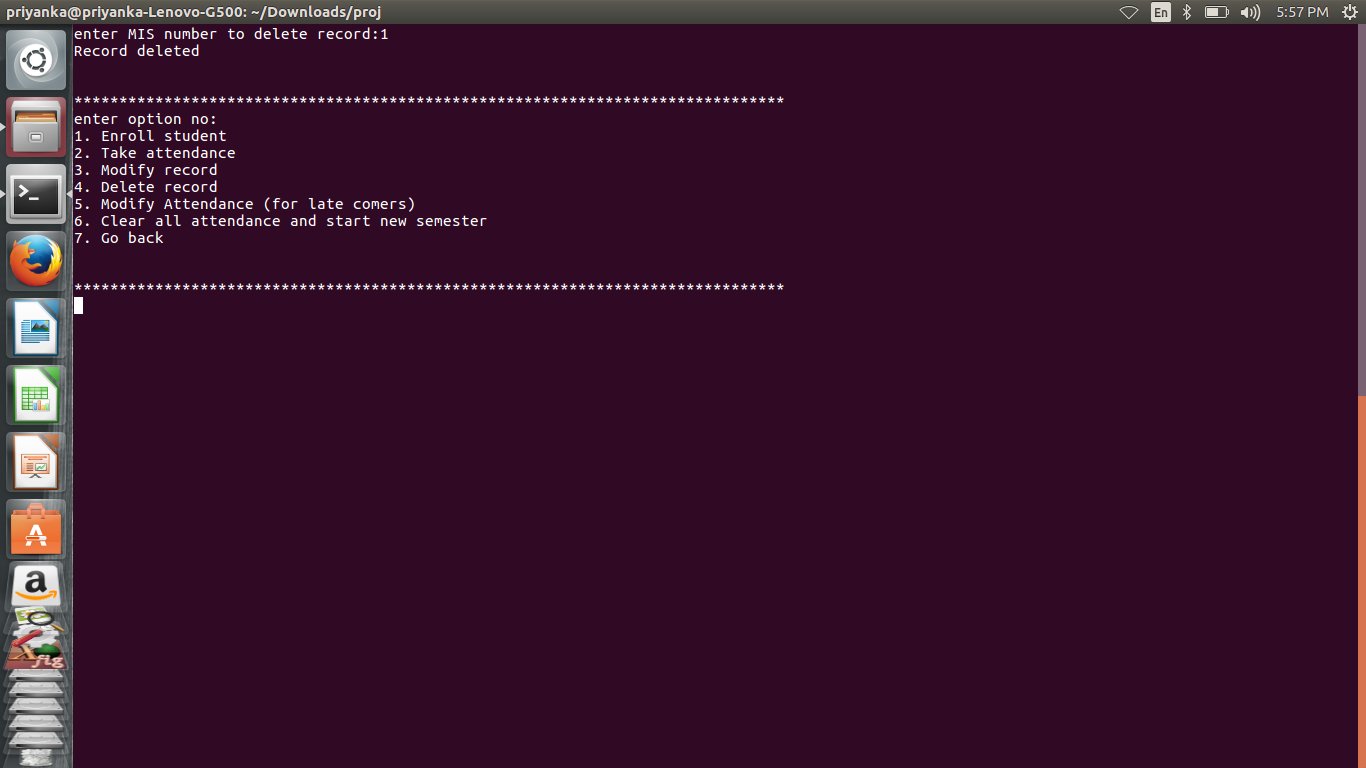 priyanka@priyanka-Lenovo-G500: ~/Downloads/proj
En
5:57 PM
enter MIS number to delete record:1
Record deleted
*******************************************************************************
enter option no:
1. Enroll student
2. Take attendance
3. Modify record
4. Delete record
5. Modify Attendance (for late comers)
6. Clear all attendance and start new semester
7. Go back
*******************************************************************************
>_
A
a
fig